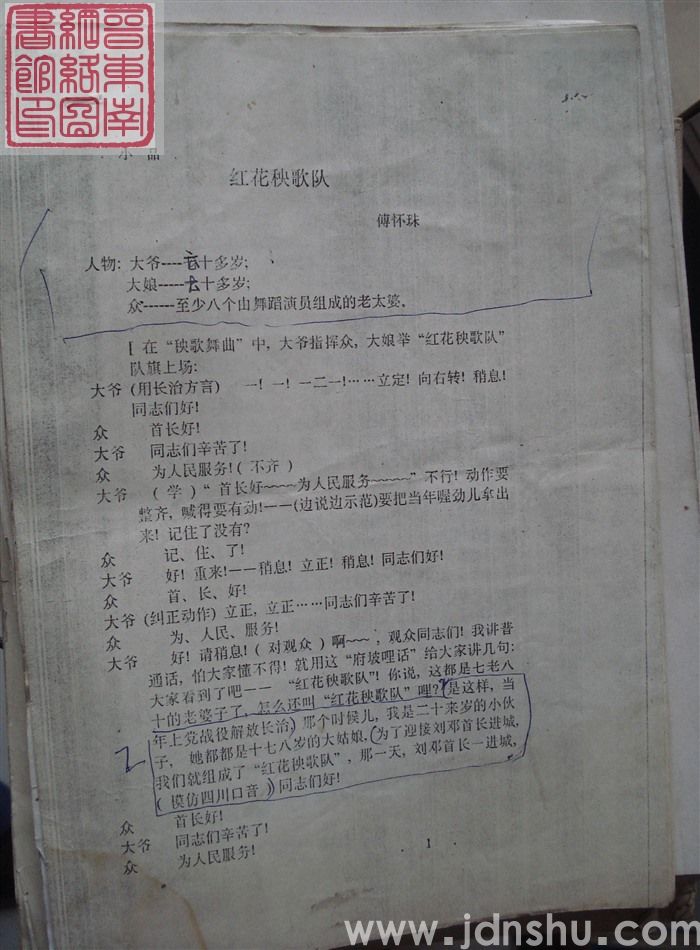 晋东南
网络图
书馆印
小 品
红花秧歌队
傅怀珠
人物: 大爷----十多岁;
大娘-----十多岁;
众------至少八个由舞蹈演员组成的老太婆.
[ 在“秧歌舞曲”中, 大爷指挥众, 大娘举“红花秧歌队”
队旗上场:
大爷 (用长治方言) 一! 一! 一二一!……立定! 向右转! 稍息!
同志们好!
众 首长好!
大爷 同志们辛苦了!
众 为人民服务! ( 不齐 )
大爷 ( 学 ) “ 首长好~~~~为人民服务~~~~~” 不行! 动作要
整齐, 喊得要有动!——(边说边示范)要把当年喔幼儿拿出
来! 记住了没有?
众 记、住、了!
大爷 好! 重来!——稍息! 立正! 稍息! 同志们好!
众 首、长、好!
大爷 (纠正动作) 立正, 立正……同志们辛苦了!
众 为、人民、服务!
大爷 好! 请稍息! ( 对观众 ) 啊~~~, 观众同志们! 我讲普
通话, 怕大家懂不得! 就用这“府坡哩话”给大家讲几句:
大家看到了吧—— “红花秧歌队”! 你说, 这都是七老八
十的老婆子了, 怎么还叫“红花秧歌队”哩? 是这样, 当
年上党战役解放长治, 那个时候儿, 我是二十来岁的小伙
子, 她都都是十七八岁的大姑娘, 为了迎接刘邓首长进城,
我们就组成了“红花秧歌队”, 那一天, 刘邓首长一进城,
( 模仿四川口音 ) 同志们好!
众 首长好!
大爷 同志们辛苦了!
众 为人民服务!
1
www.jdnshu.com